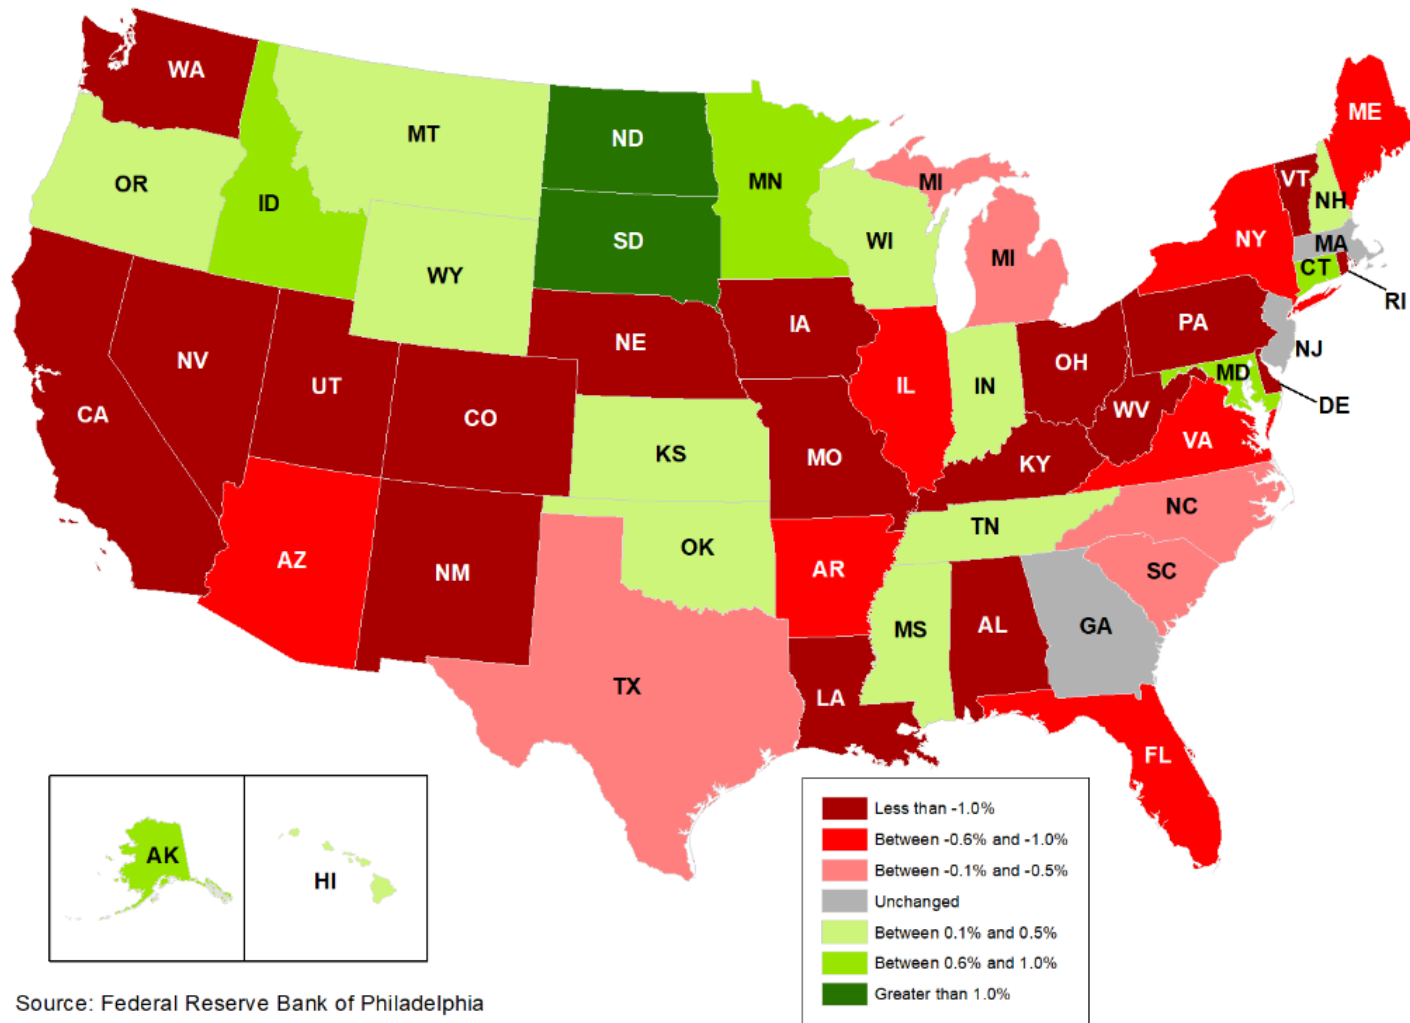 WA
ME
MT
ND
VT
MN
OR
MI
NH
ID
NY
MA
SD
WI
MI
CT
WY
RI
IA
PA
NE
NV
NJ
OH
UT
MD
IL
IN
DE
CA
CO
WV
VA
KS
MO
KY
NC
TN
OK
AZ
NM
AR
SC
MS
AL
GA
TX
LA
FL
AK
HI
Less than -1.0%
Between -0.6% and -1.0%
Between -0.1% and -0.5%
Unchanged
Between 0.1% and 0.5%
Between 0.6% and 1.0%
Greater than 1.0%
Source: Federal Reserve Bank of Philadelphia